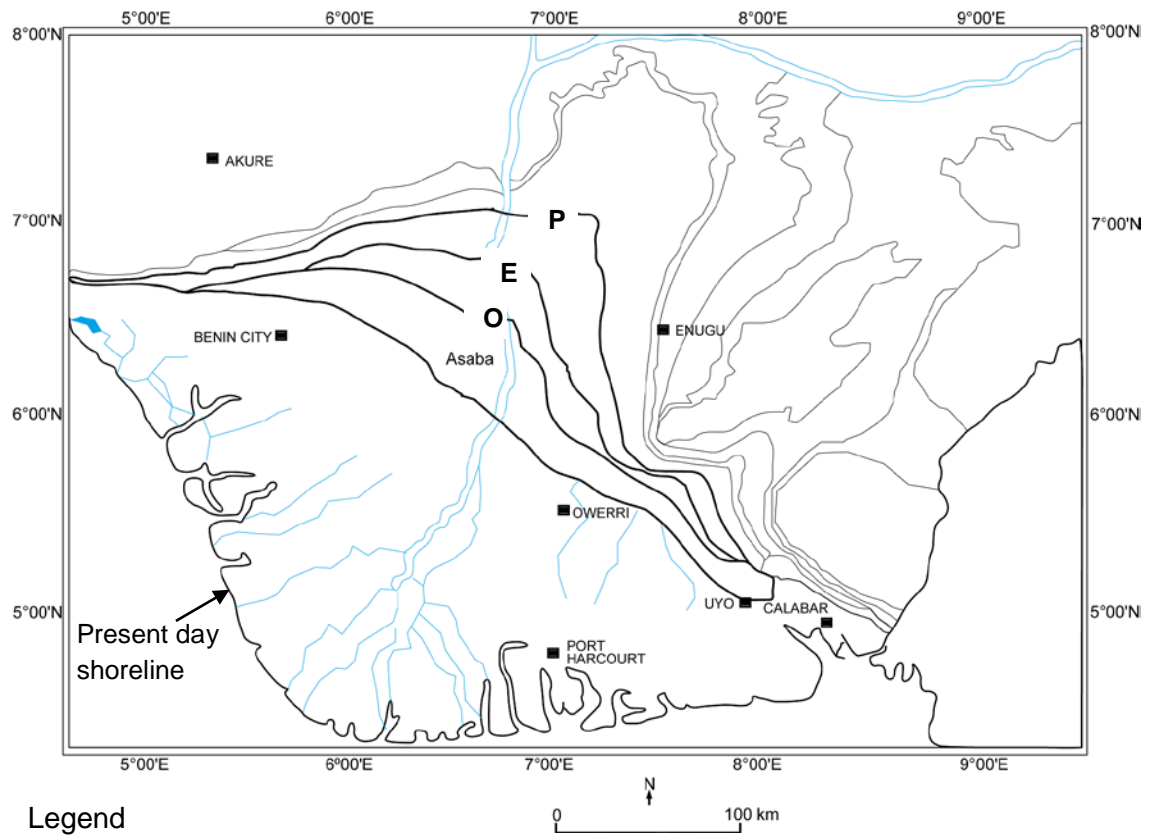 5°00'E 6°00'E 7°00'E 8°00'E 9°00'E
8°00'N 8°00'N
AKURE
7°00'N P 7°00'N
E
O
BENIN CITY ENUGU
Asaba
6°00'N 6°00'N
OWERRI
5°00'N UYO CALABAR 5°00'N
Present day
shoreline
PORT
HARCOURT
5°00'E 6°00'E 7°00'E 8°00'E 9°00'E
N
Legend 0 100 km